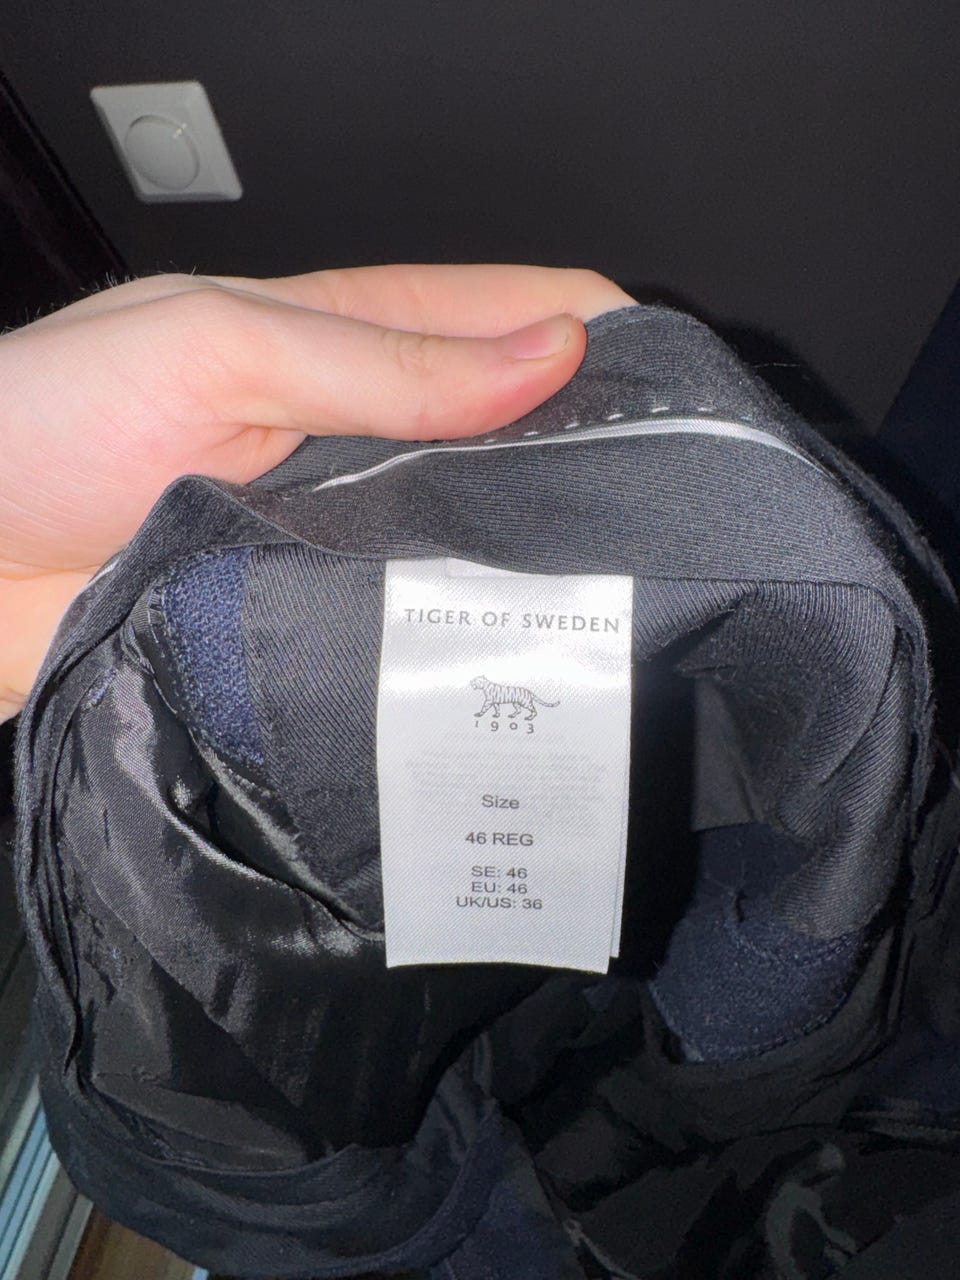 TIGER OF SWEDEN
1903
Size
46 REG
SE: 46
EU: 46
UK/US: 36